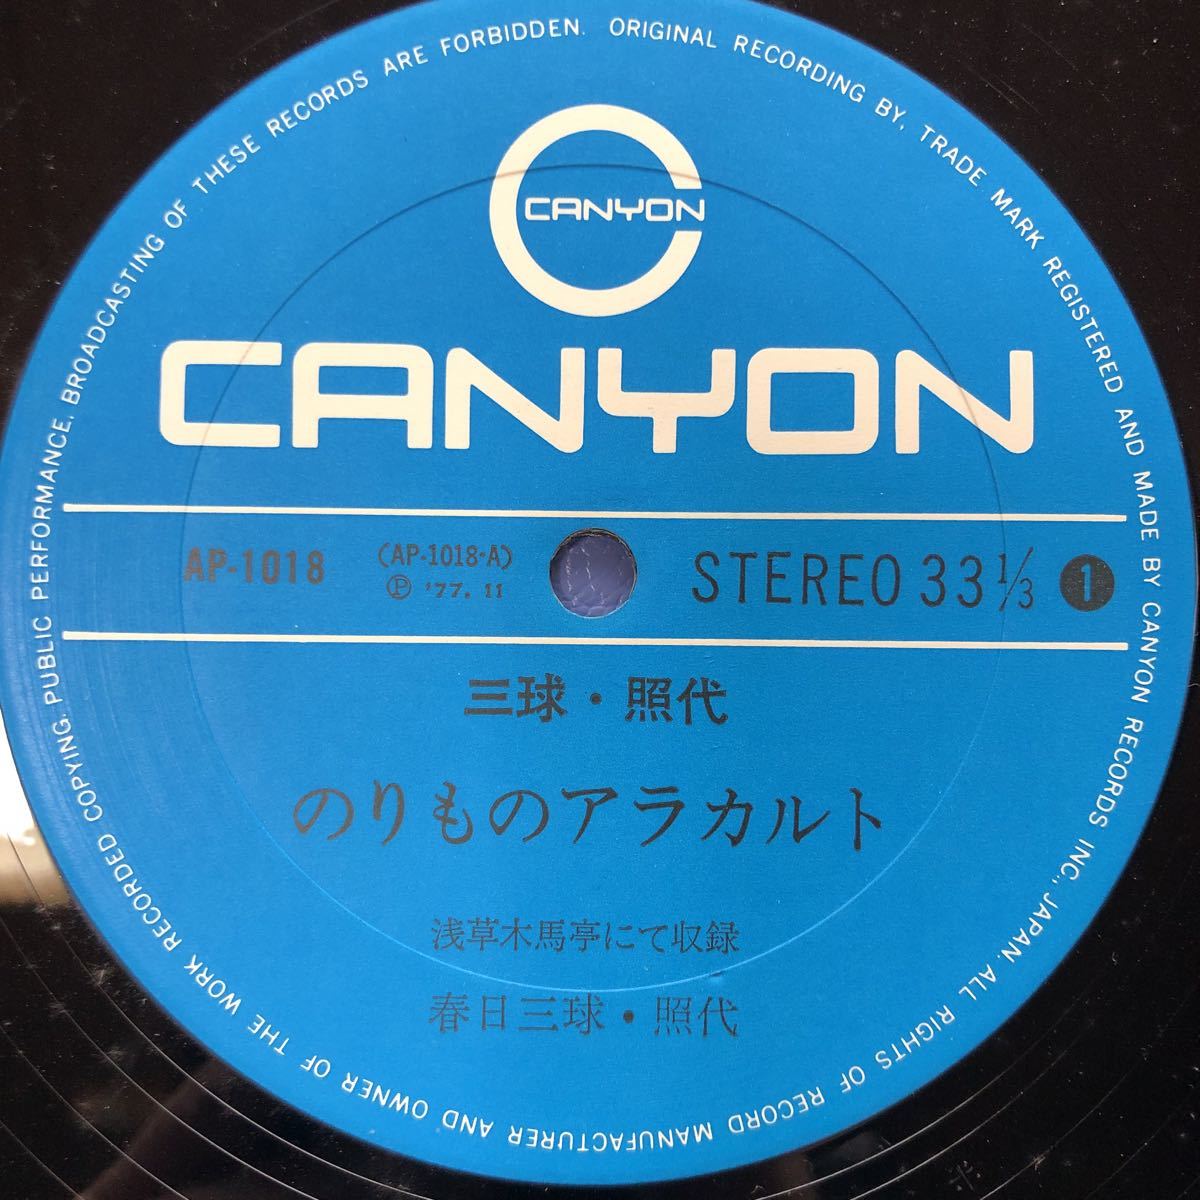 CANYON
CANYON
AP-1018
(AP-1018-A)
Ⓟ '77. 11
STEREO 33⅓
1
三球・照代
のりものアラカルト
浅草木馬亭にて収録
春日三球・照代
ORIGINAL RECORDING BY, TRADE MARK REGISTERED AND MADE BY CANYON RECORDS INC., JAPAN. ALL RIGHTS OF RECORD MANUFACTURER AND OWNER OF THE WORK RECORDED COPYING, PUBLIC PERFORMANCE, BROADCASTING OF THESE RECORDS ARE FORBIDDEN.